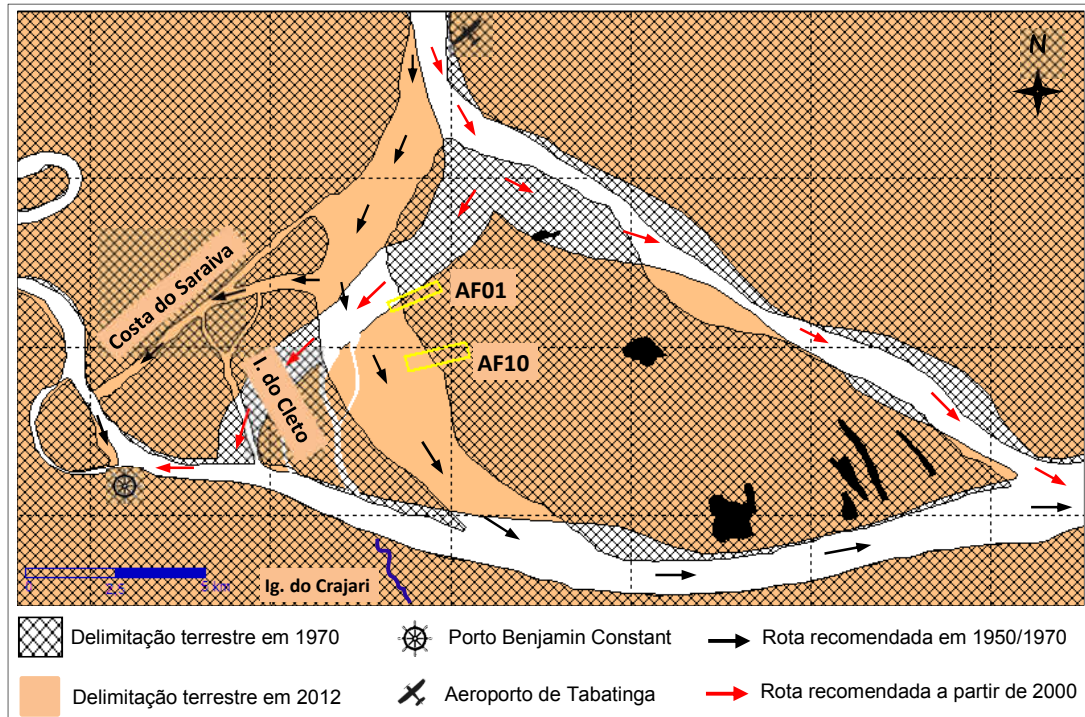 N
Costa do Saraiva
AF01
AF10
I. do Cleto
Ig. do Crajari
0 2.5 5 km
Delimitação terrestre em 1970
Porto Benjamin Constant
Rota recomendada em 1950/1970
Delimitação terrestre em 2012
Aeroporto de Tabatinga
Rota recomendada a partir de 2000